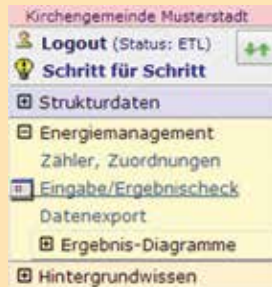 Kirchengemeinde Musterstadt
Logout (Status: ETL)
Schritt für Schritt
Strukturdaten
Energiemanagement
Zähler, Zuordnungen
Eingabe/Ergebnischeck
Datenexport
Ergebnis-Diagramme
Hintergrundwissen